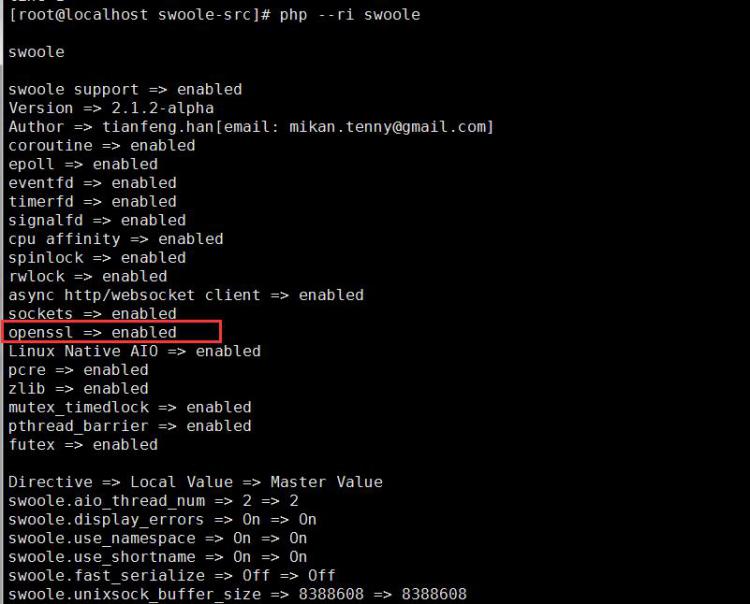 [root@localhost swoole-src]# php --ri swoole
swoole
swoole support => enabled
Version => 2.1.2-alpha
Author => tianfeng.han[email: mikan.tenny@gmail.com]
coroutine => enabled
epoll => enabled
eventfd => enabled
timerfd => enabled
signalfd => enabled
cpu affinity => enabled
spinlock => enabled
rwlock => enabled
async http/websocket client => enabled
sockets => enabled
openssl => enabled
Linux Native AIO => enabled
pcre => enabled
zlib => enabled
mutex_timedlock => enabled
pthread_barrier => enabled
futex => enabled
Directive => Local Value => Master Value
swoole.aio_thread_num => 2 => 2
swoole.display_errors => On => On
swoole.use_namespace => On => On
swoole.use_shortname => On => On
swoole.fast_serialize => Off => Off
swoole.unixsock_buffer_size => 8388608 => 8388608